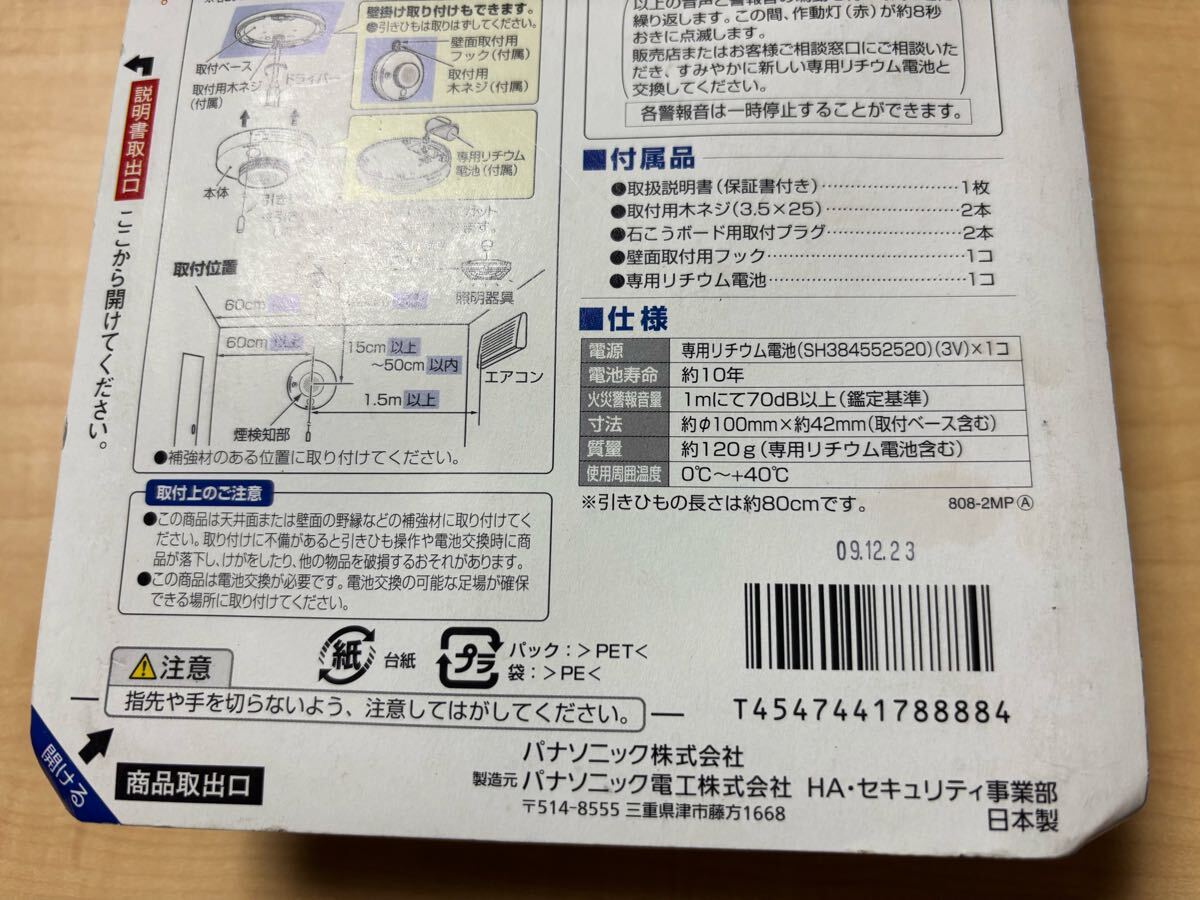 壁掛け取り付けもできます。
●引きひもは取りはずしてください。
壁面取付用
フック(付属)
取付用
木ネジ(付属)
取付ベース
ドライバー
取付用木ネジ
(付属)
本体
専用リチウム
電池(付属)
説明書取出口
ここから開けてください。
取付位置
照明器具
60cm
60cm 以上
15cm 以上
～50cm 以内
エアコン
1.5m 以上
煙検知部
●補強材のある位置に取り付けてください。
取付上のご注意
●この商品は天井面または壁面の野縁などの補強材に取り付けてく
ださい。取り付けに不備があると引きひも操作や電池交換時に商
品が落下し、けがをしたり、他の物品を破損するおそれがあります。
●この商品は電池交換が必要です。電池交換の可能な足場が確保
できる場所に取り付けてください。
繰り返します。この間、作動灯(赤)が約8秒
おきに点滅します。
販売店またはお客様ご相談窓口にご相談いた
だき、すみやかに新しい専用リチウム電池と
交換してください。
各警報音は一時停止することができます。
■付属品
●取扱説明書(保証書付き)…………………1枚
●取付用木ネジ(3.5×25)…………………2本
●石こうボード用取付プラグ…………………2本
●壁面取付用フック…………………1コ
●専用リチウム電池…………………1コ
■仕様
電源 専用リチウム電池(SH384552520)(3V)×1コ
電池寿命 約10年
火災警報音量 1mにて70dB以上(鑑定基準)
寸法 約φ100mm×約42mm(取付ベース含む)
質量 約120g(専用リチウム電池含む)
使用周囲温度 0℃～+40℃
※引きひもの長さは約80cmです。
808-2MP Ⓐ
09.12.23
T4547441788884
紙 台紙
プラ パック:>PET<
袋:>PE<
⚠注意
指先や手を切らないよう、注意してはがしてください。
開ける
商品取出口
パナソニック株式会社
製造元 パナソニック電工株式会社 HA・セキュリティ事業部
〒514-8555 三重県津市藤方1668
日本製